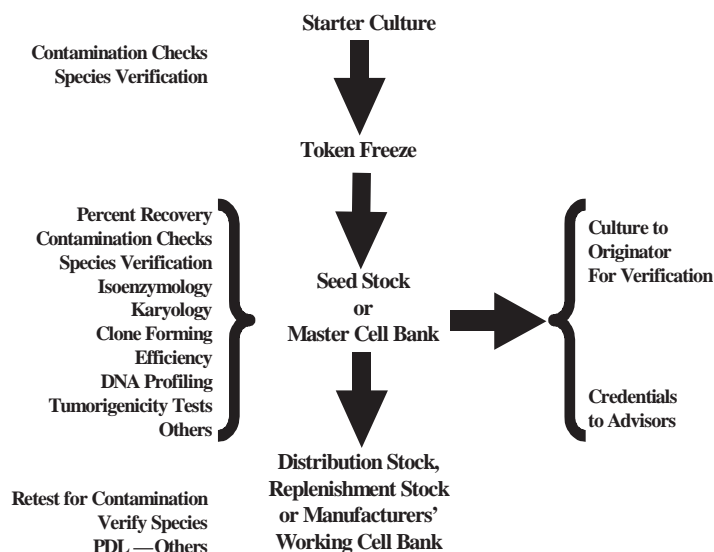 Starter Culture
Contamination Checks
Species Verification
Token Freeze
Percent Recovery
Contamination Checks
Species Verification
Isoenzymology
Karyology
Clone Forming
Efficiency
DNA Profiling
Tumorigenicity Tests
Others
Seed Stock
or
Master Cell Bank
Culture to
Originator
For Verification
Credentials
to Advisors
Distribution Stock,
Replenishment Stock
or Manufacturers'
Working Cell Bank
Retest for Contamination
Verify Species
PDL — Others